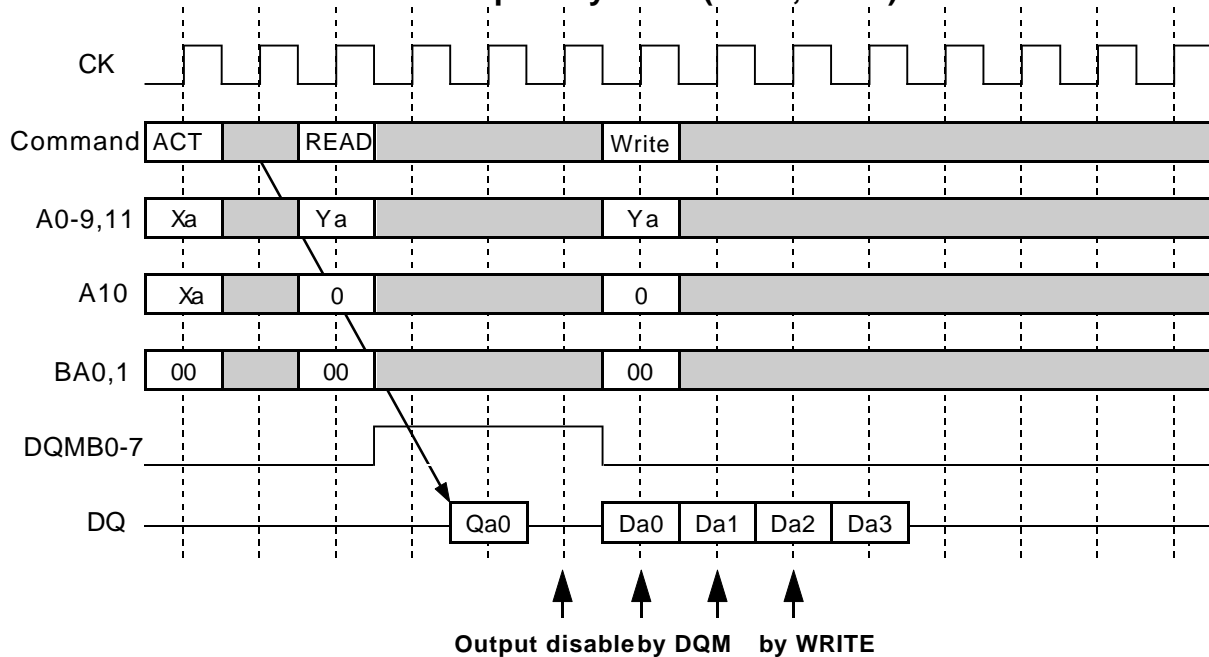 CK
Command ACT READ Write
A0-9,11 Xa Ya Ya
A10 Xa 0 0
BA0,1 00 00 00
DQMB0-7
DQ Qa0 Da0 Da1 Da2 Da3
Output disable by DQM by WRITE